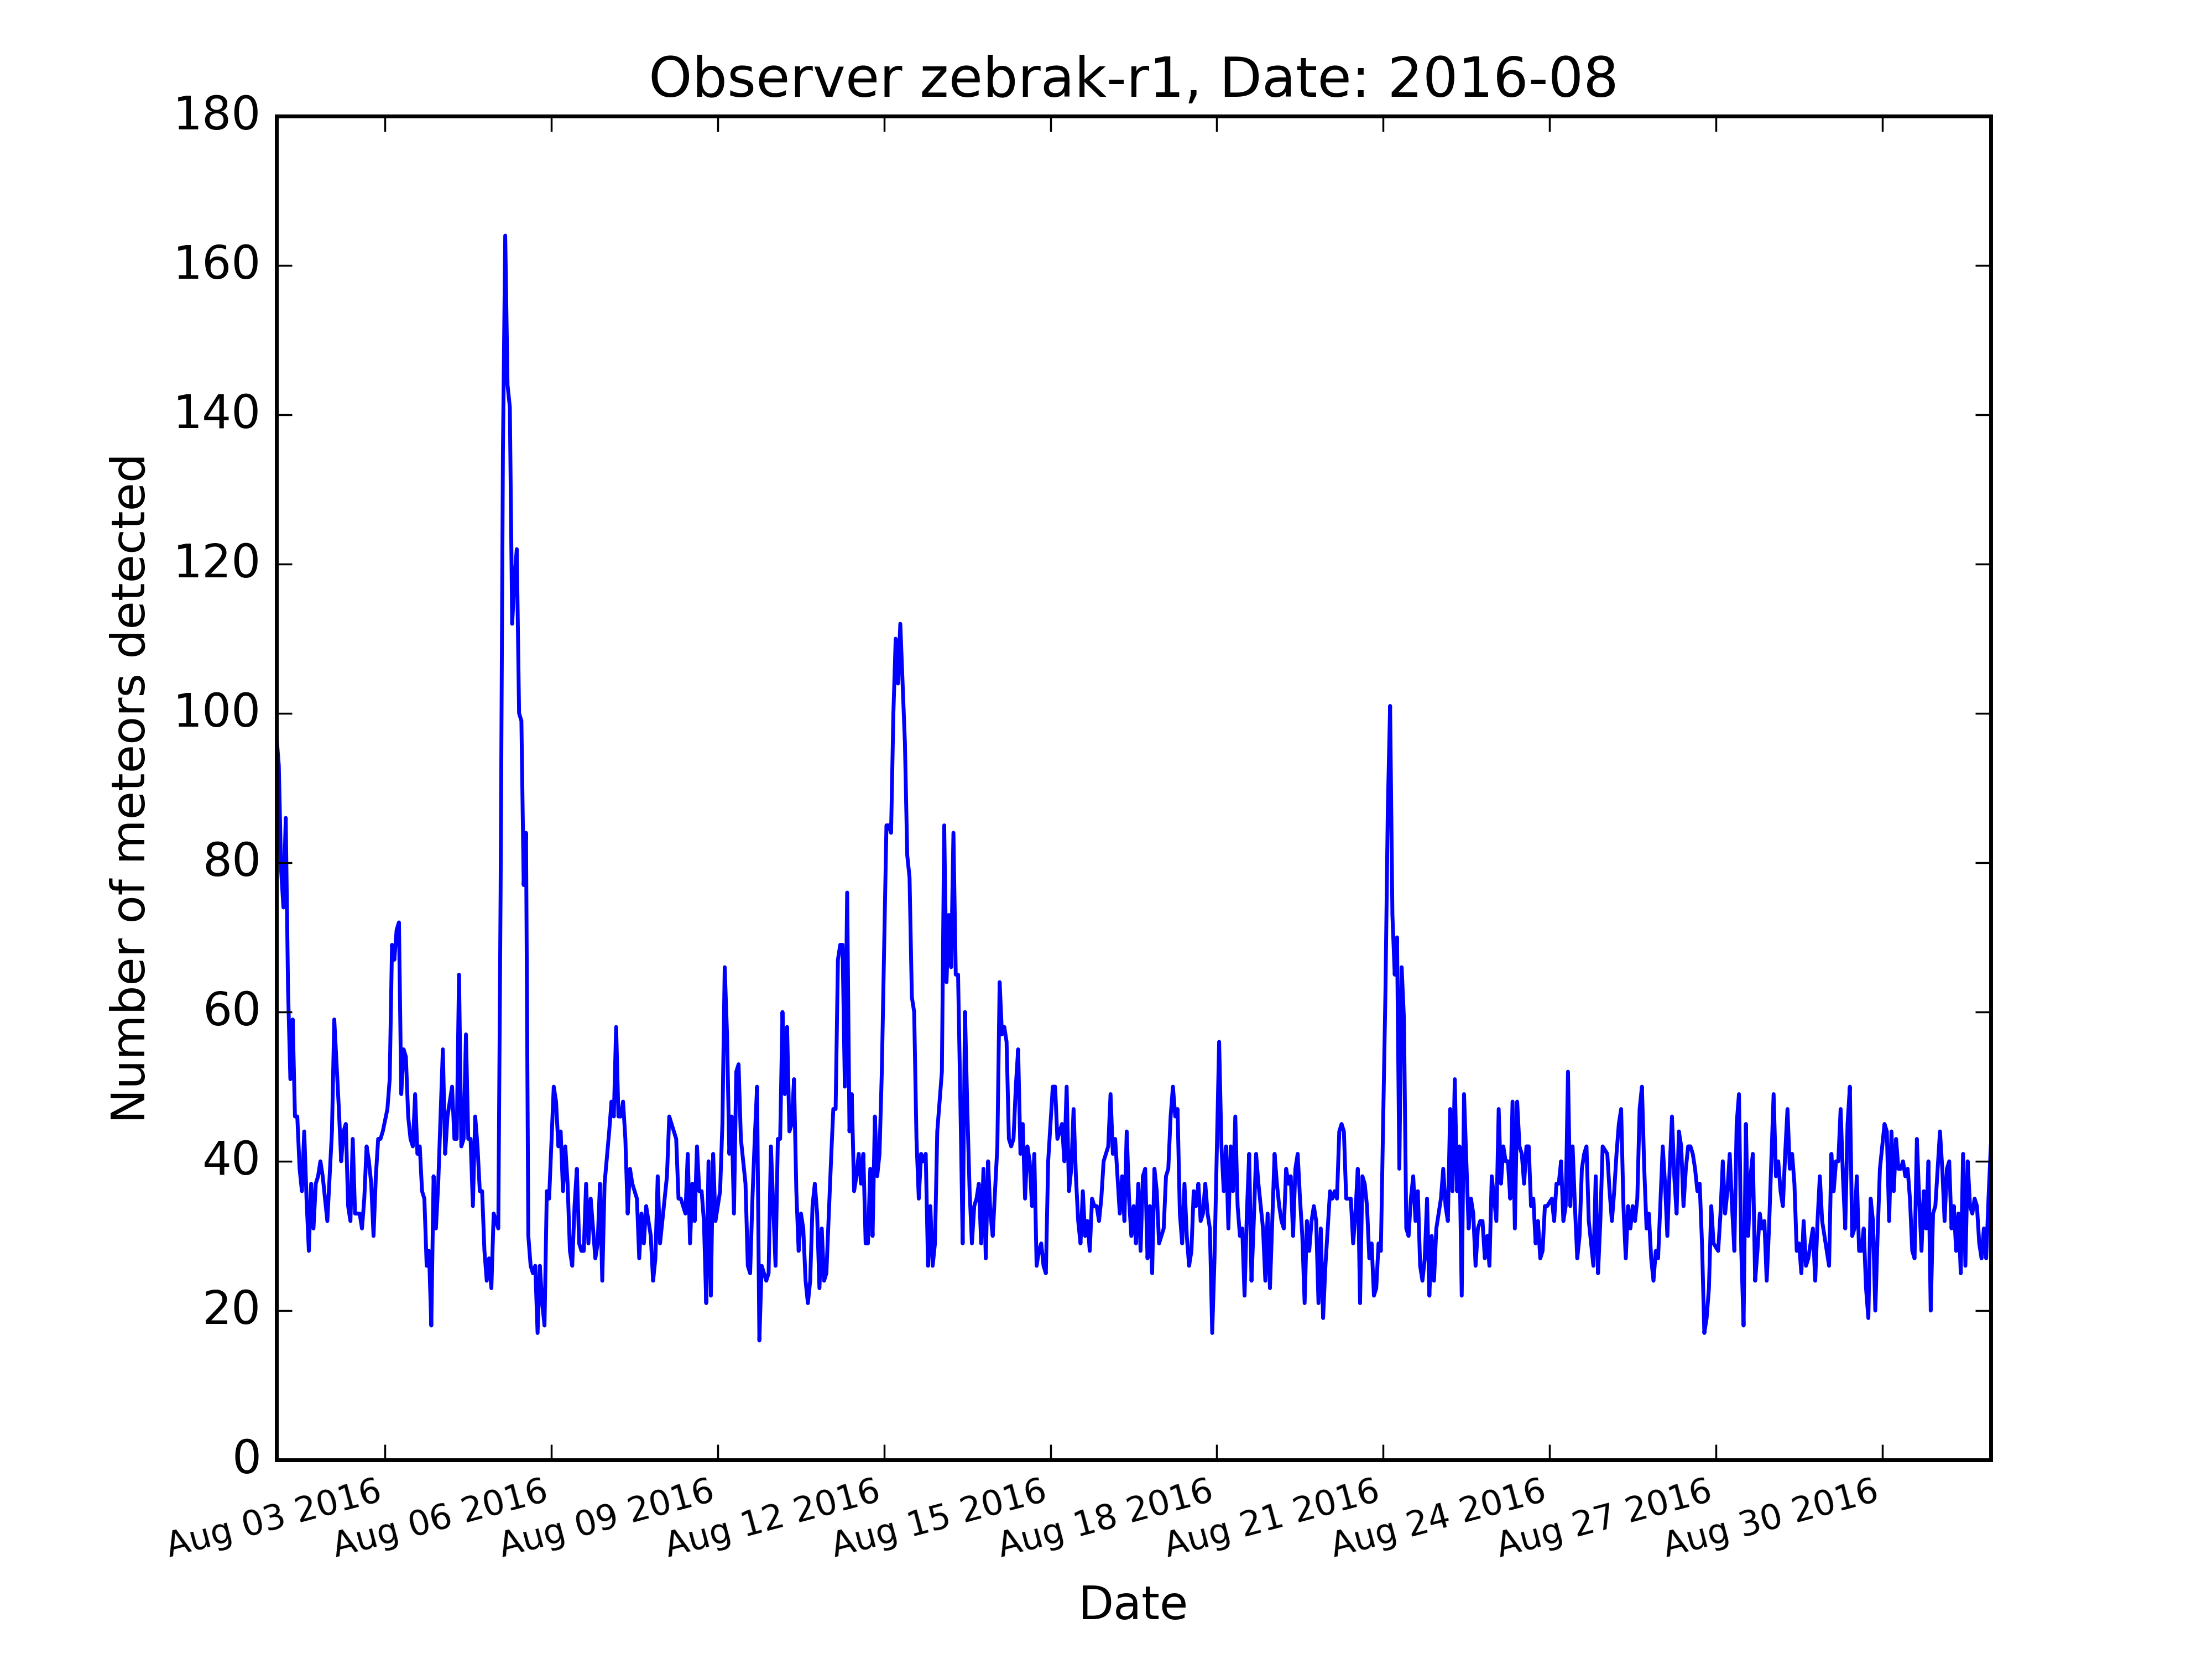 Observer zebrak-r1, Date: 2016-08
180
160
140
120
100
80
60
40
20
0
Number of meteors detected
Aug 03 2016
Aug 06 2016
Aug 09 2016
Aug 12 2016
Aug 15 2016
Aug 18 2016
Aug 21 2016
Aug 24 2016
Aug 27 2016
Aug 30 2016
Date